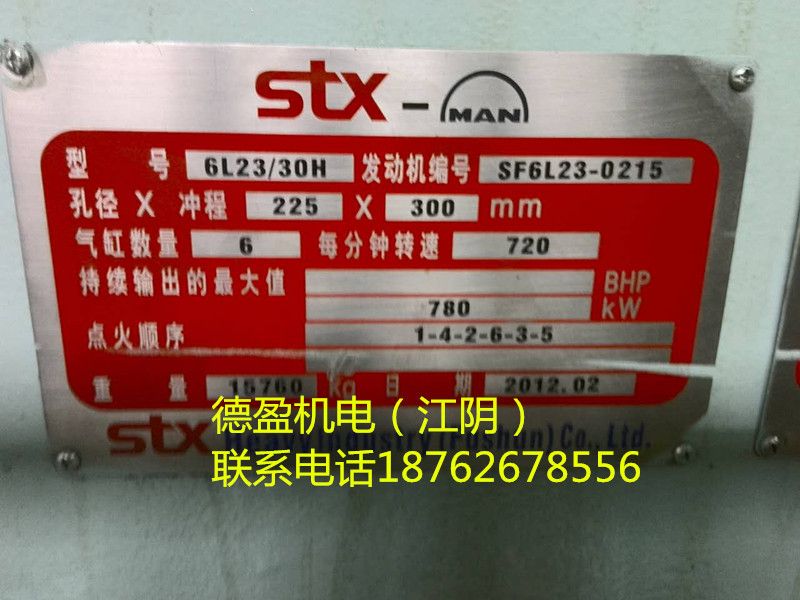 STX - MAN
型 号 6L23/30H 发动机编号 SF6L23-0215
孔径 X 冲程 225 X 300 mm
气缸数量 6 每分钟转速 720
持续输出的最大值 BHP
780 kW
点火顺序 1-4-2-6-3-5
重 量 15760 Kg 日 期 2012.02
德盈机电（江阴）
STX Heavy Industry (Fushun) Co., Ltd.
联系电话18762678556